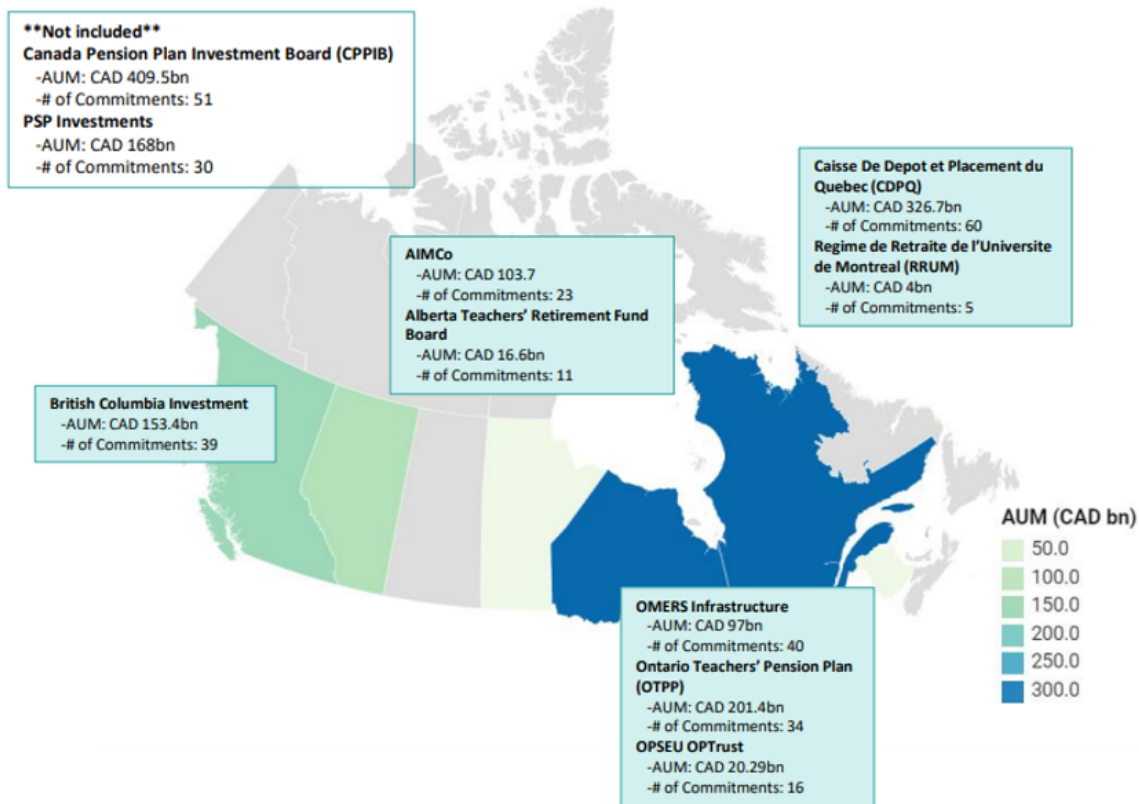 **Not included**
Canada Pension Plan Investment Board (CPPIB)
-AUM: CAD 409.5bn
-# of Commitments: 51
PSP Investments
-AUM: CAD 168bn
-# of Commitments: 30
Caisse De Depot et Placement du
Quebec (CDPQ)
-AUM: CAD 326.7bn
-# of Commitments: 60
Regime de Retraite de l’Universite
de Montreal (RRUM)
-AUM: CAD 4bn
-# of Commitments: 5
AIMCo
-AUM: CAD 103.7
-# of Commitments: 23
Alberta Teachers’ Retirement Fund
Board
-AUM: CAD 16.6bn
-# of Commitments: 11
British Columbia Investment
-AUM: CAD 153.4bn
-# of Commitments: 39
OMERS Infrastructure
-AUM: CAD 97bn
-# of Commitments: 40
Ontario Teachers’ Pension Plan
(OTPP)
-AUM: CAD 201.4bn
-# of Commitments: 34
OPSEU OPTrust
-AUM: CAD 20.29bn
-# of Commitments: 16
AUM (CAD bn)
50.0
100.0
150.0
200.0
250.0
300.0